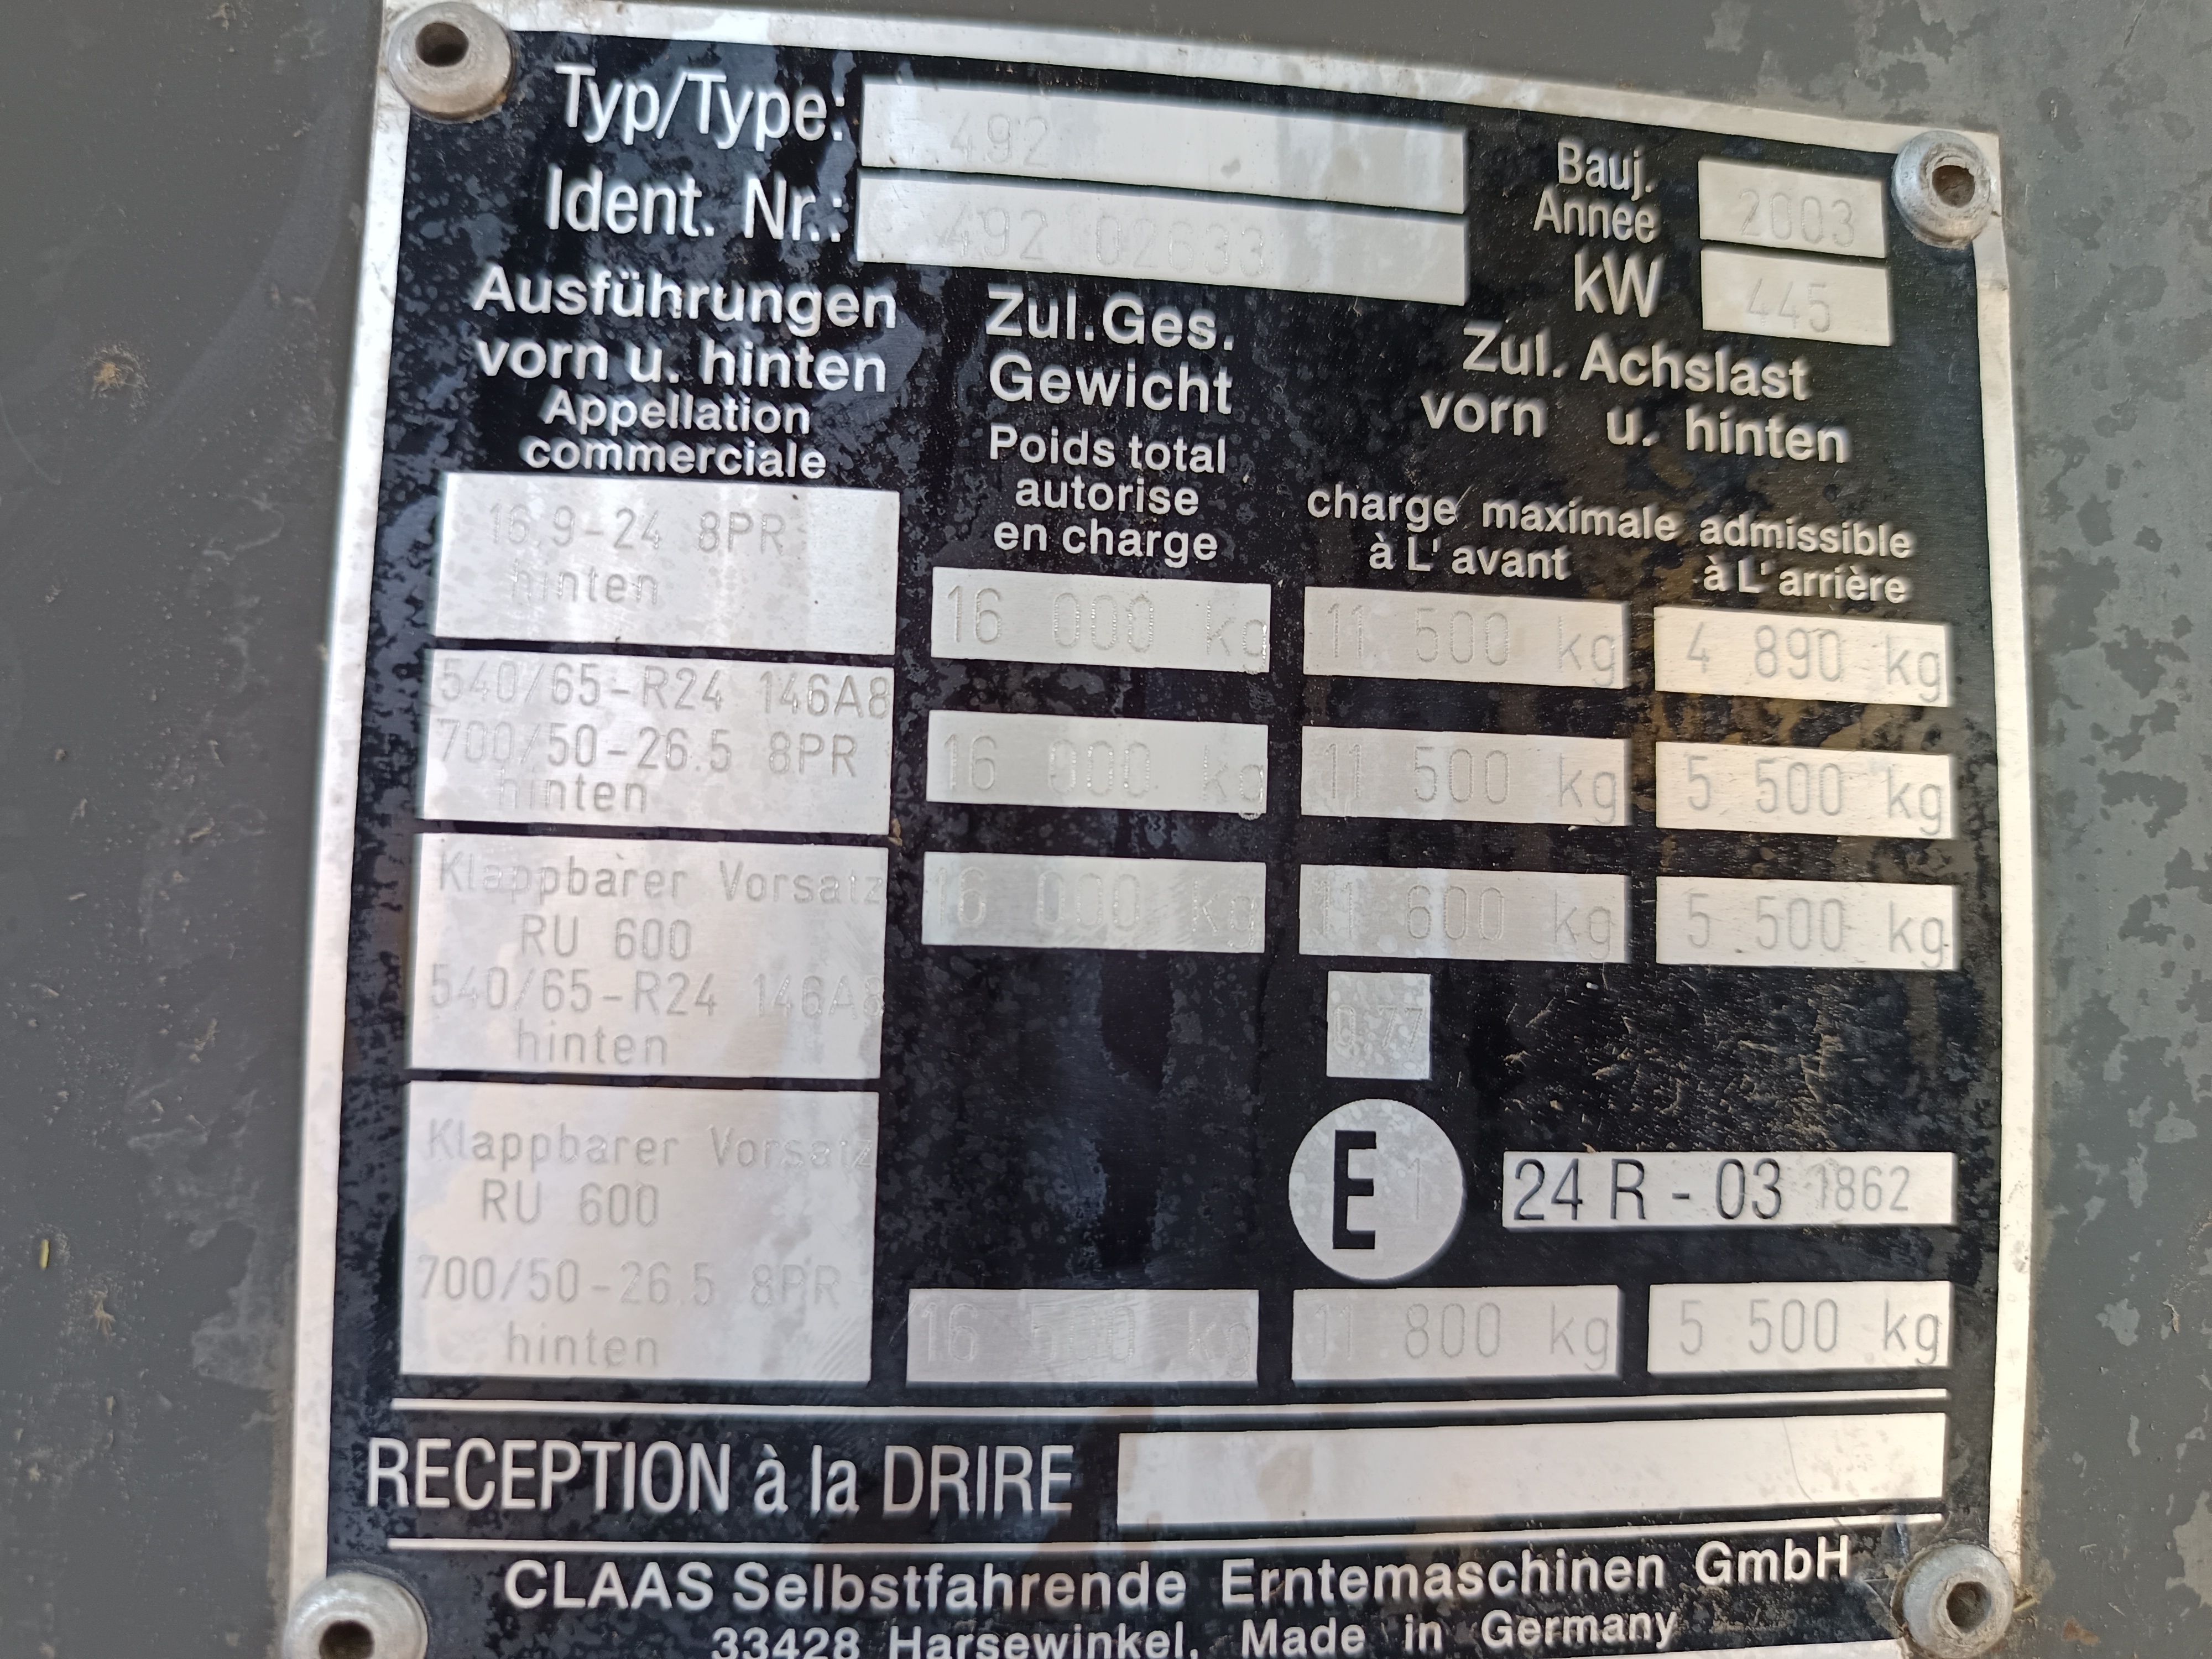 Typ/Type: 492
Ident. Nr.: 492 02633
Bauj. Annee 2003
kW 445
Ausführungen
vorn u. hinten
Appellation
commerciale
Zul.Ges.
Gewicht
Poids total
autorise
en charge
Zul. Achslast
vorn u. hinten
charge maximale admissible
à L' avant à L' arrière
16.9-24 8PR
hinten
16 000 kg 11 500 kg 4 890 kg
540/65-R24 146A8
700/50-26.5 8PR
hinten
16 000 kg 11 500 kg 5 500 kg
Klappbarer Vorsatz
RU 600
540/65-R24 146A8
hinten
16 000 kg 11 600 kg 5 500 kg
0.77
E 1 24 R - 03 1862
Klappbarer Vorsatz
RU 600
700/50-26.5 8PR
hinten
16 500 kg 11 800 kg 5 500 kg
RECEPTION à la DRIRE
CLAAS Selbstfahrende Erntemaschinen GmbH
33428 Harsewinkel, Made in Germany